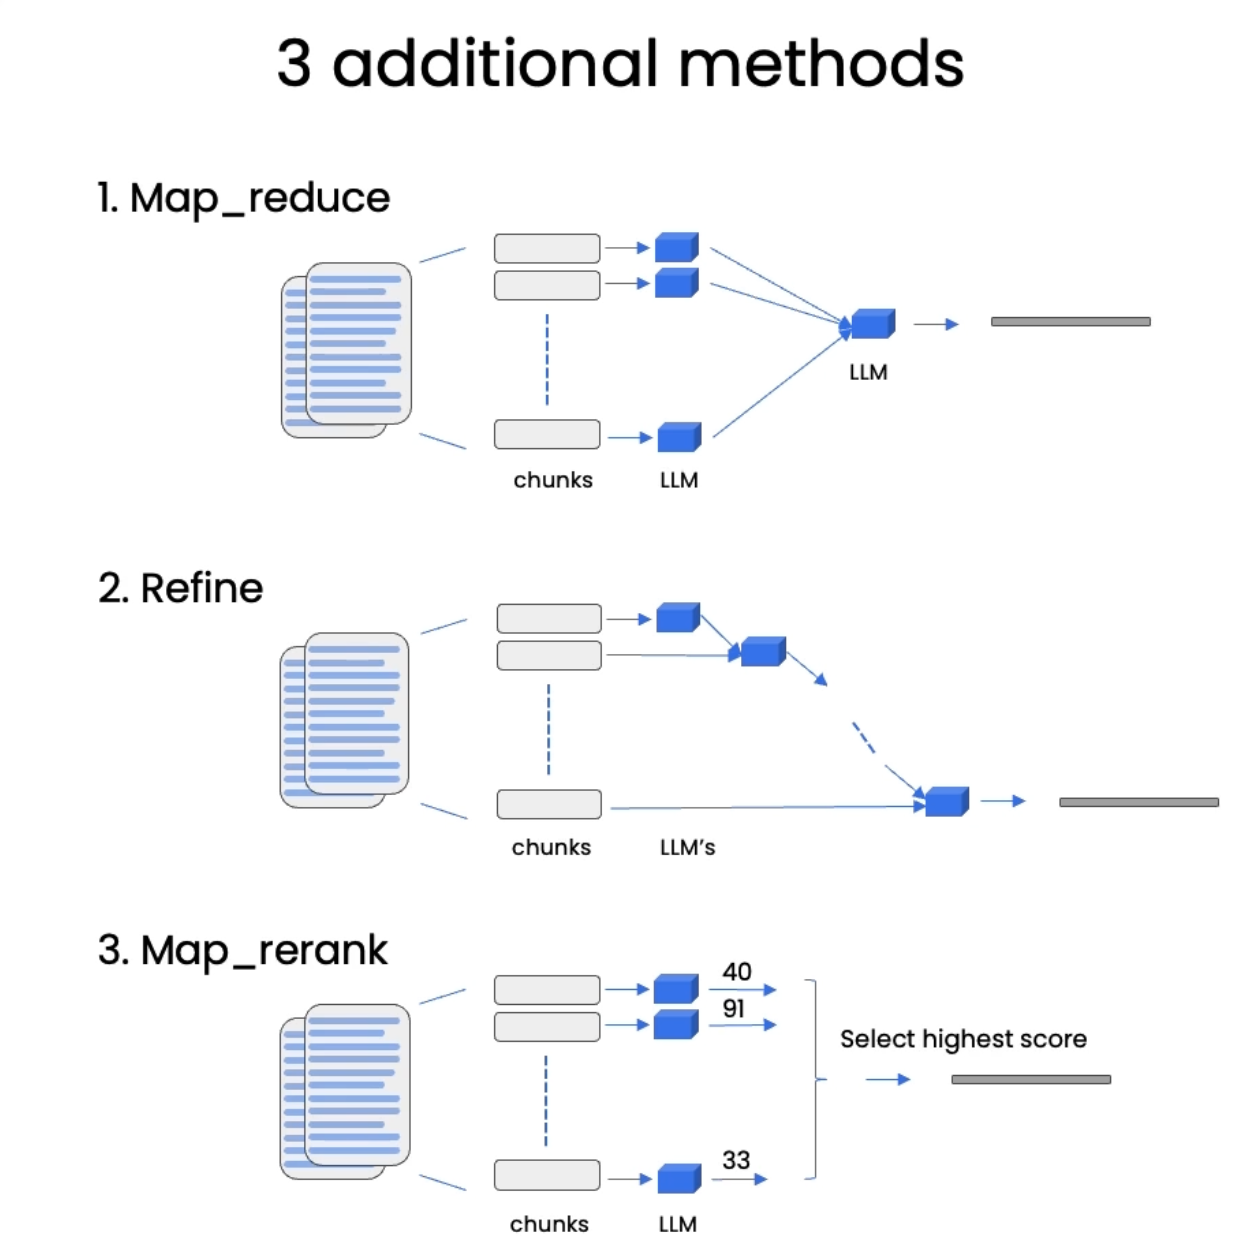 3 additional methods
1. Map_reduce
LLM
chunks
LLM
2. Refine
chunks
LLM's
3. Map_rerank
40
91
Select highest score
33
chunks
LLM